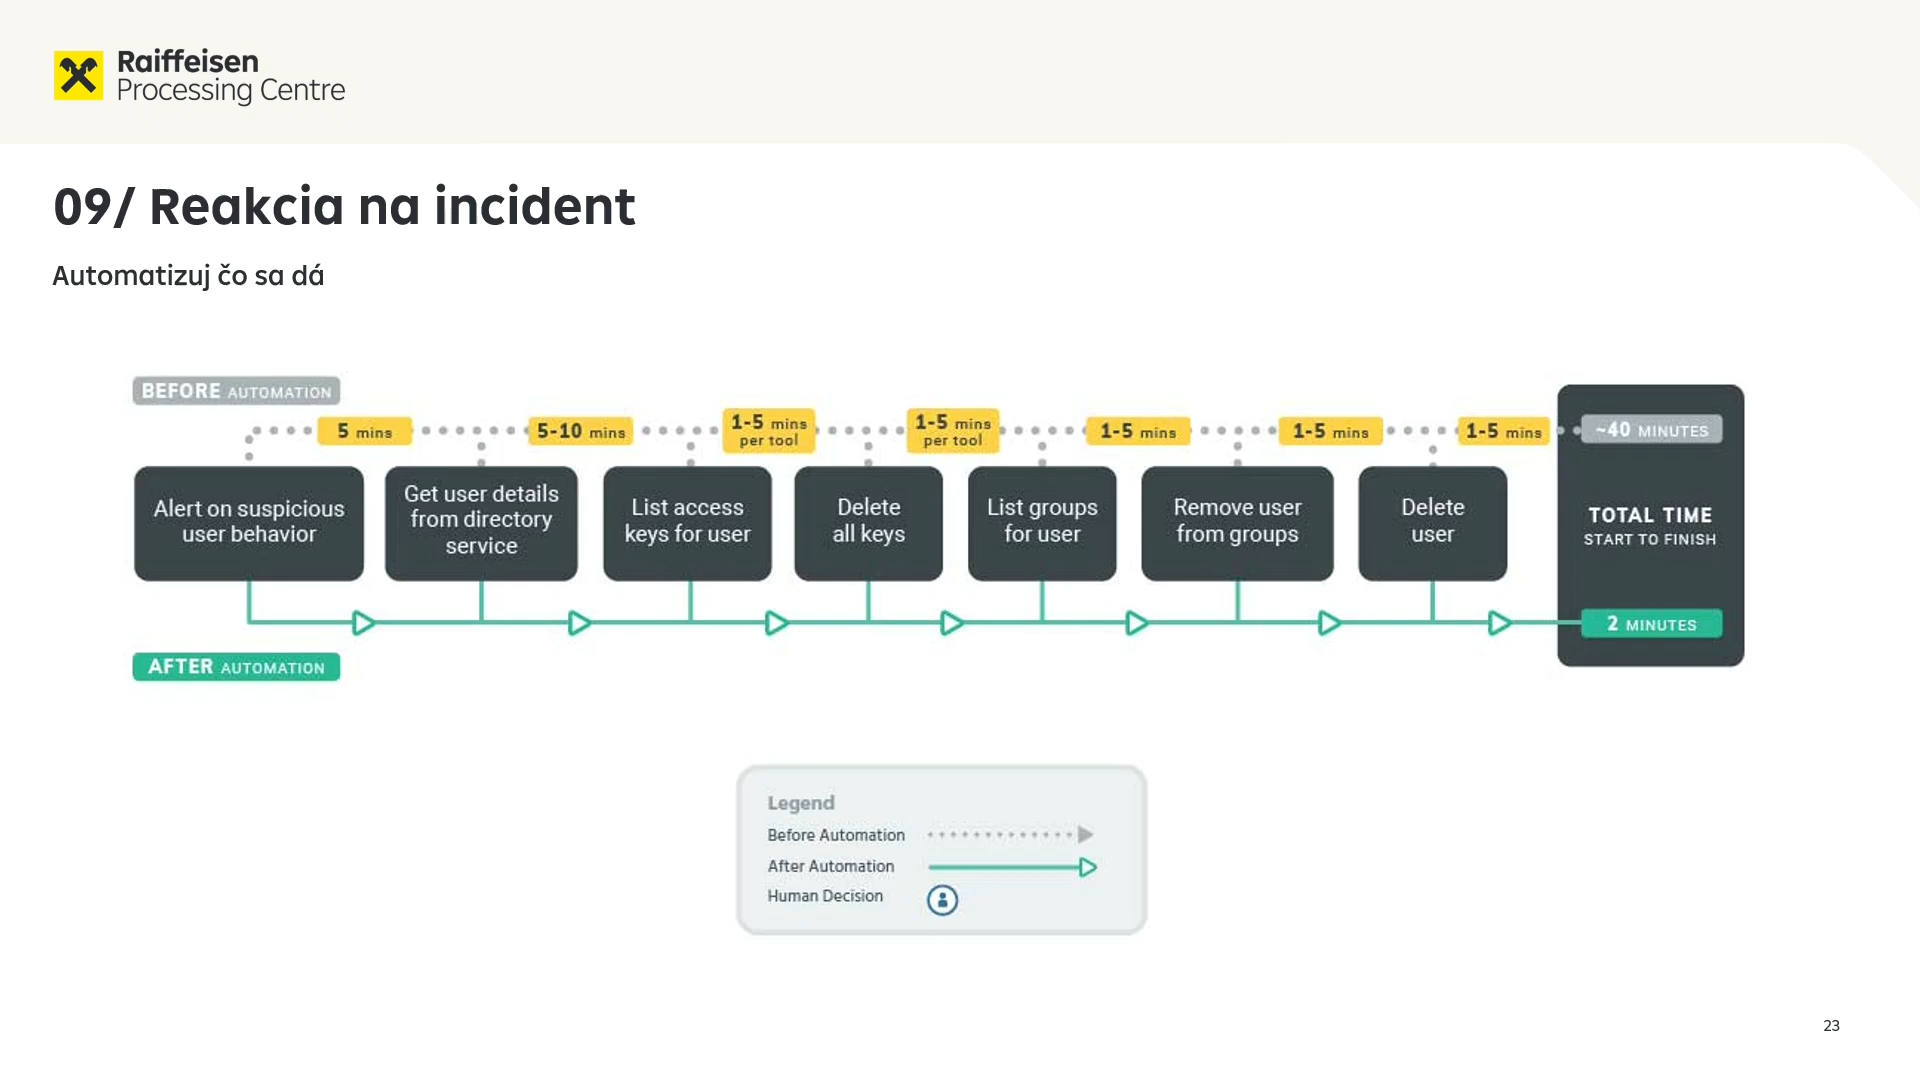 Raiffeisen
Processing Centre
09/ Reakcia na incident
Automatizuj čo sa dá
BEFORE AUTOMATION
5 mins
5-10 mins
1-5 mins
per tool
1-5 mins
per tool
1-5 mins
1-5 mins
1-5 mins
~40 MINUTES
Alert on suspicious
user behavior
Get user details
from directory
service
List access
keys for user
Delete
all keys
List groups
for user
Remove user
from groups
Delete
user
TOTAL TIME
START TO FINISH
2 MINUTES
AFTER AUTOMATION
Legend
Before Automation
After Automation
Human Decision
23